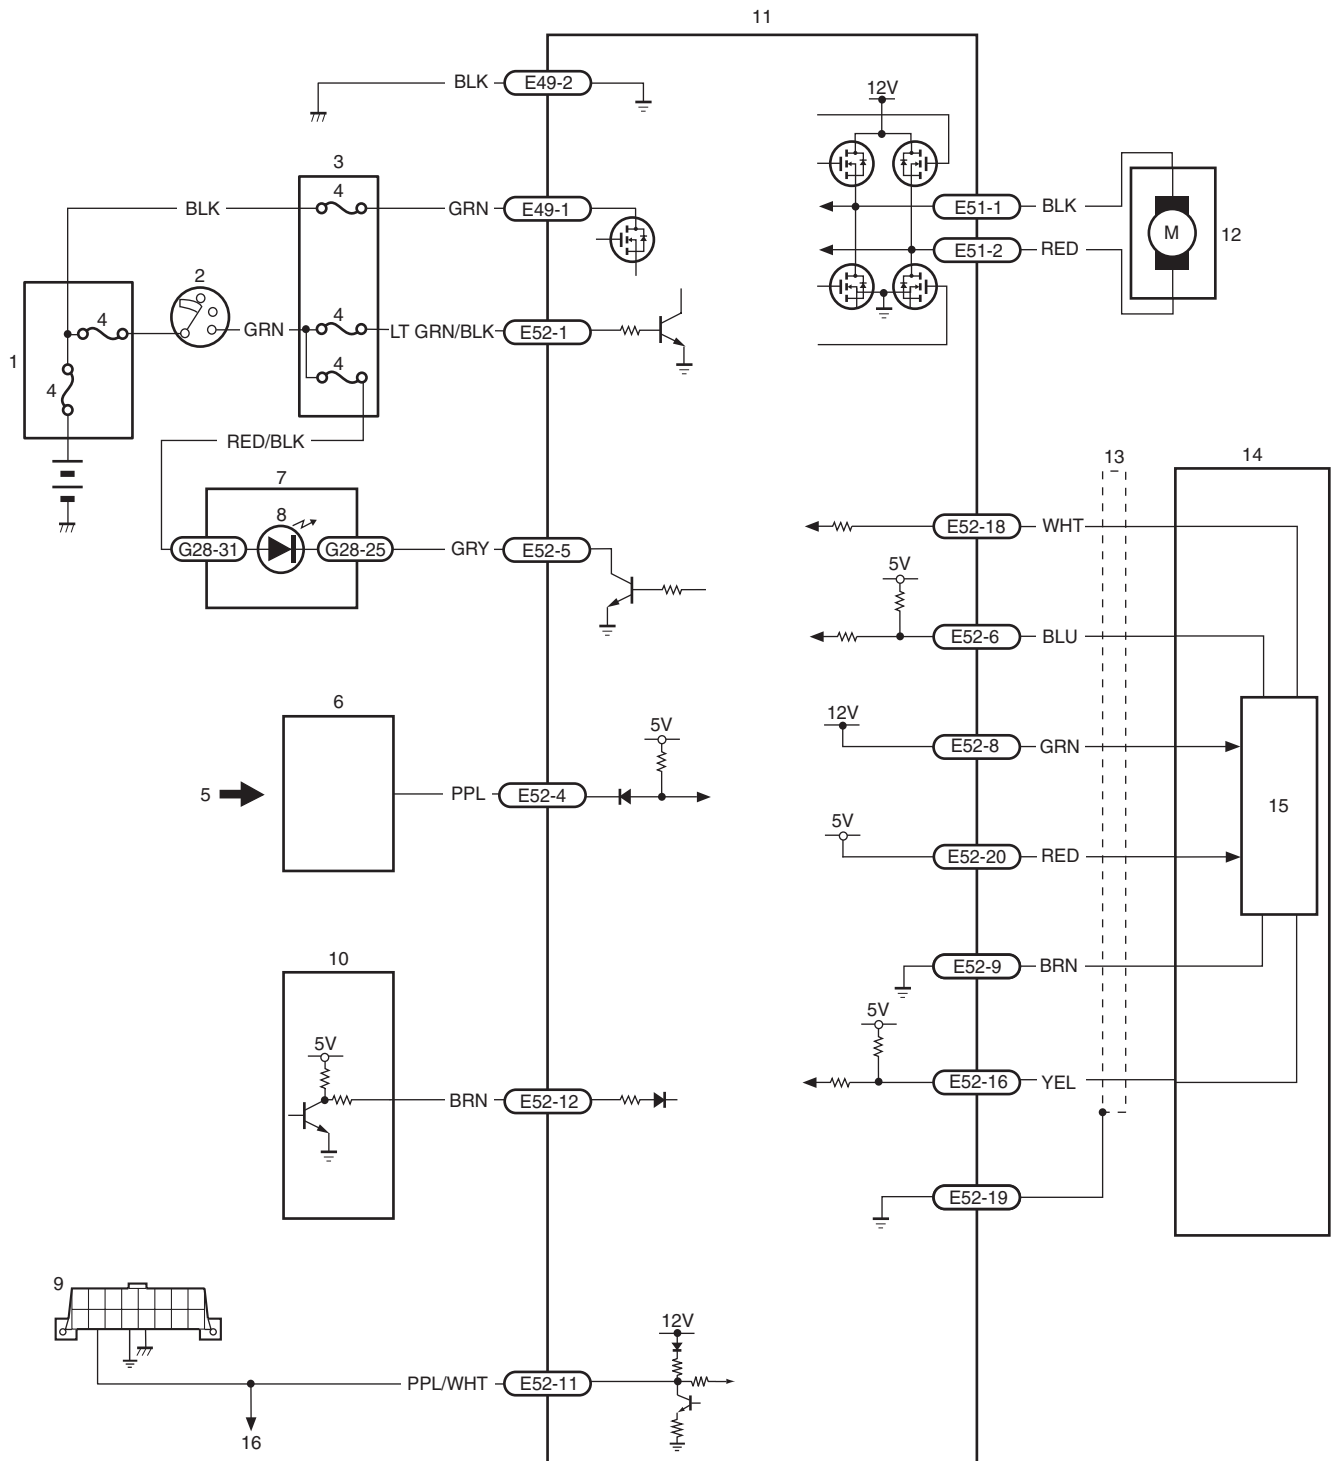 11
BLK E49-2
12V
3
4
BLK GRN E49-1
E51-1 BLK
M 12
E51-2 RED
2
4
4
GRN LT GRN/BLK E52-1
1
4
4
RED/BLK
13 14
7
8
E52-18 WHT
G28-31 G28-25 GRY E52-5
5V
E52-6 BLU
6
12V
5V
E52-8 GRN
5 PPL E52-4
15
5V
E52-20 RED
10
E52-9 BRN
5V
5V
E52-16 YEL
BRN E52-12
E52-19
9
12V
PPL/WHT E52-11
16